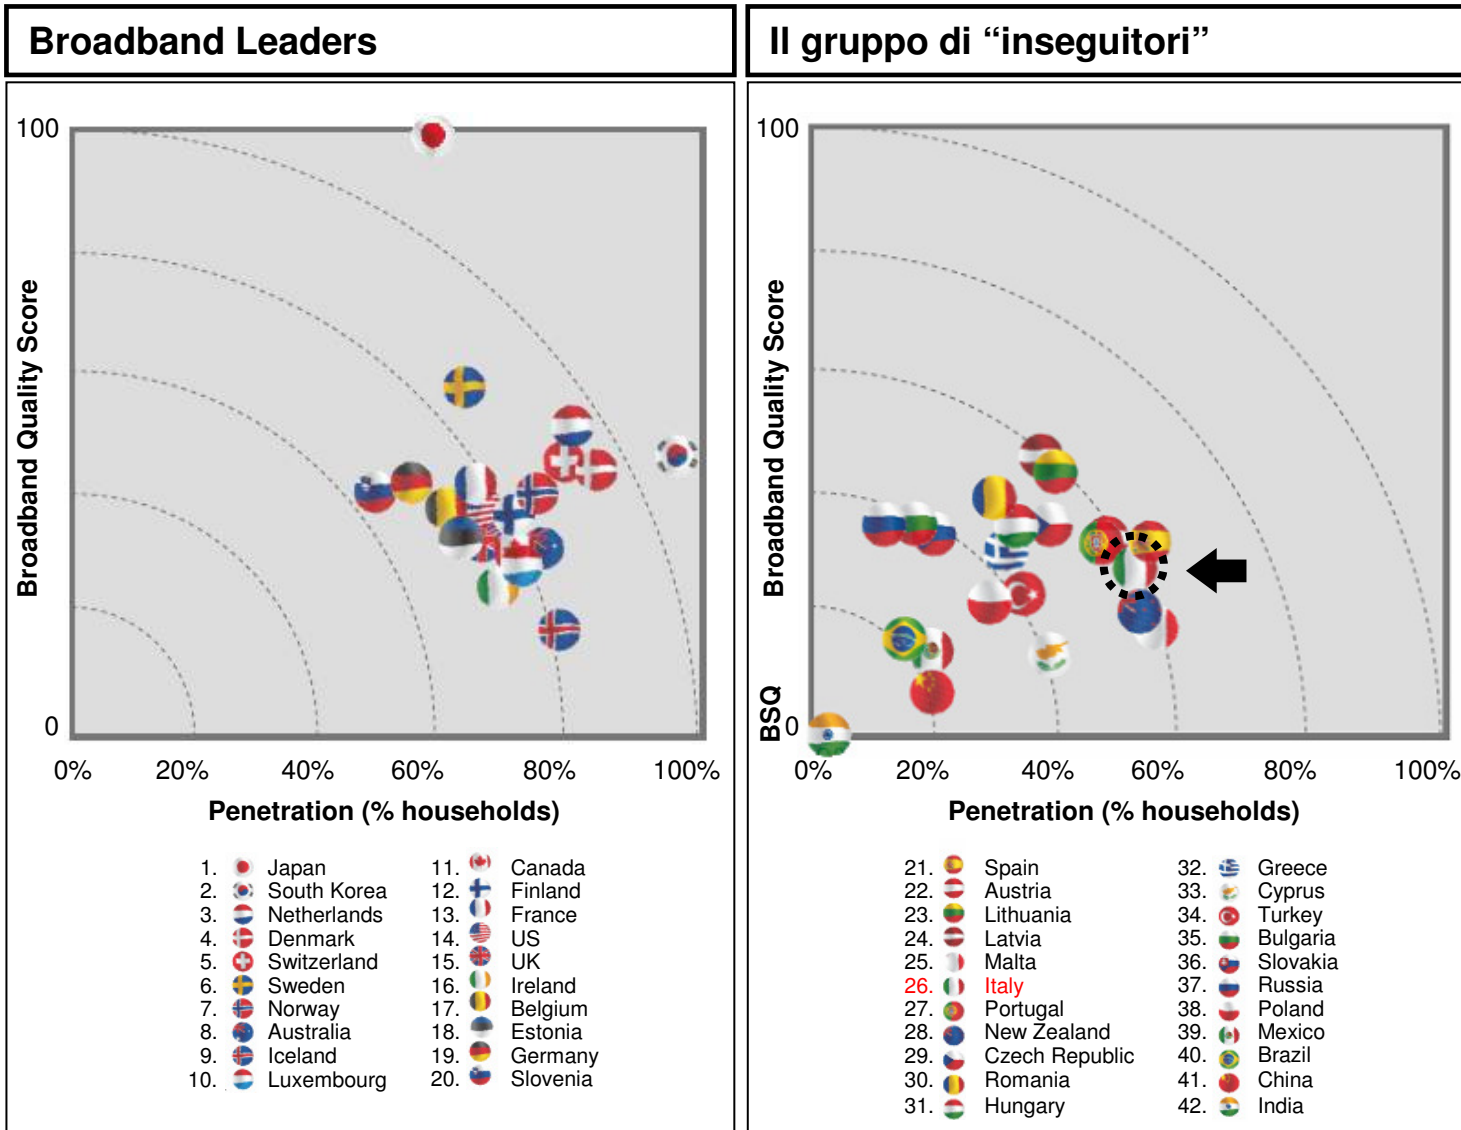 Broadband Leaders
100
Broadband Quality Score
0
0% 20% 40% 60% 80% 100%
Penetration (% households)
1. Japan
2. South Korea
3. Netherlands
4. Denmark
5. Switzerland
6. Sweden
7. Norway
8. Australia
9. Iceland
10. Luxembourg
11. Canada
12. Finland
13. France
14. US
15. UK
16. Ireland
17. Belgium
18. Estonia
19. Germany
20. Slovenia
Il gruppo di “inseguitori”
100
Broadband Quality Score
BSQ
0
0% 20% 40% 60% 80% 100%
Penetration (% households)
21. Spain
22. Austria
23. Lithuania
24. Latvia
25. Malta
26. Italy
27. Portugal
28. New Zealand
29. Czech Republic
30. Romania
31. Hungary
32. Greece
33. Cyprus
34. Turkey
35. Bulgaria
36. Slovakia
37. Russia
38. Poland
39. Mexico
40. Brazil
41. China
42. India